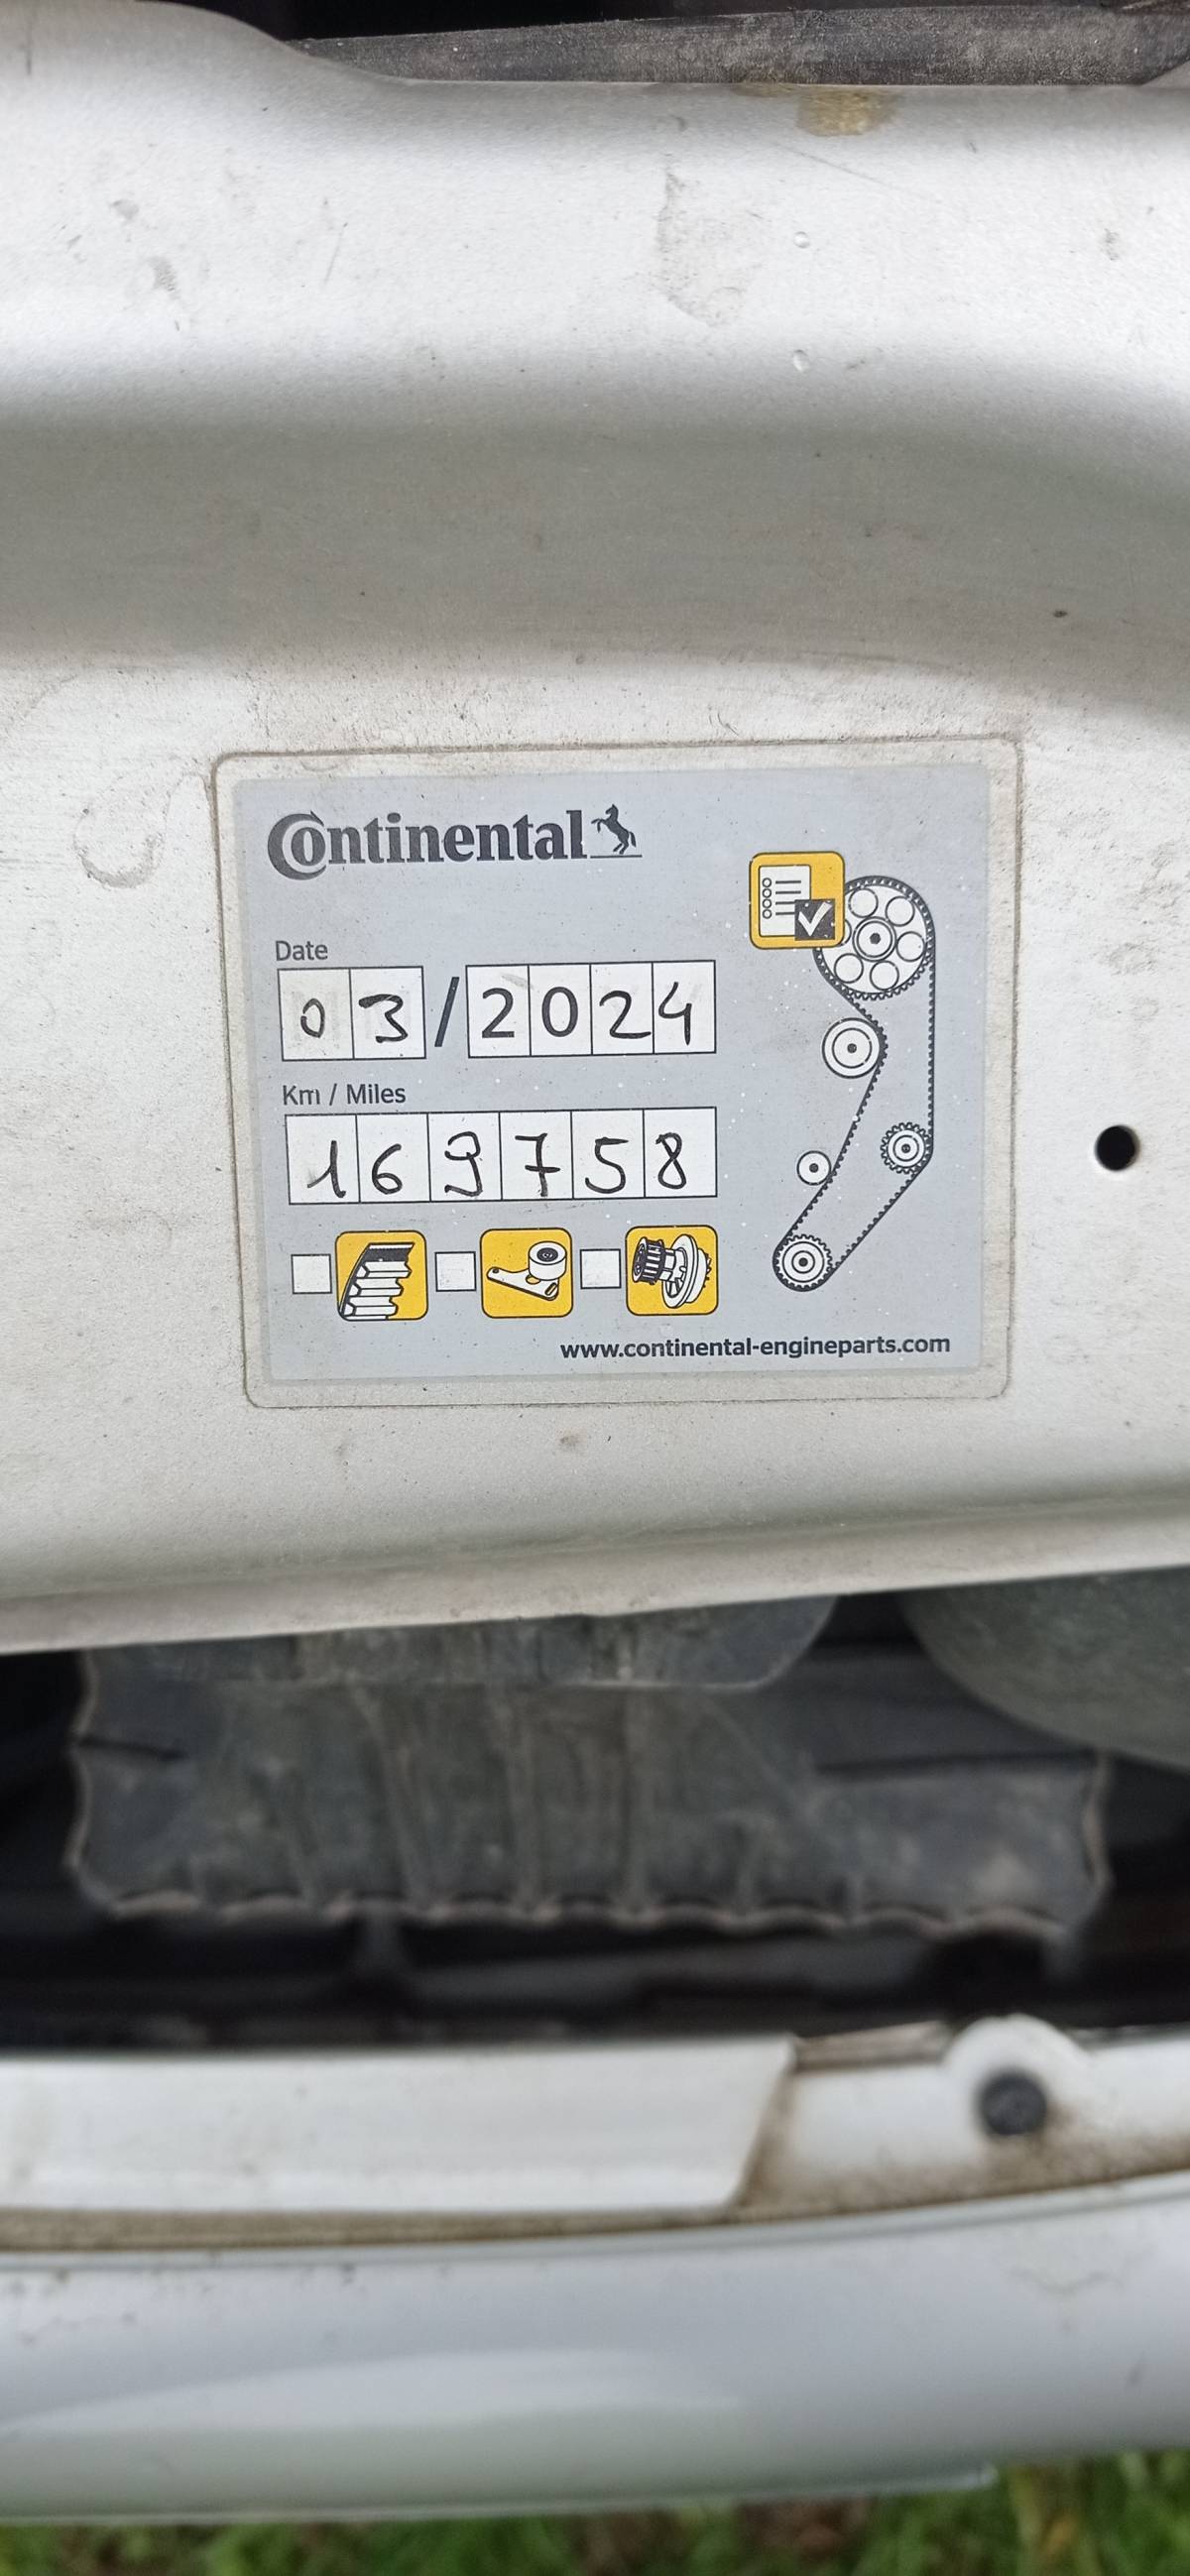 Continental
Date
03/2024
Km / Miles
169758
www.continental-engineparts.com